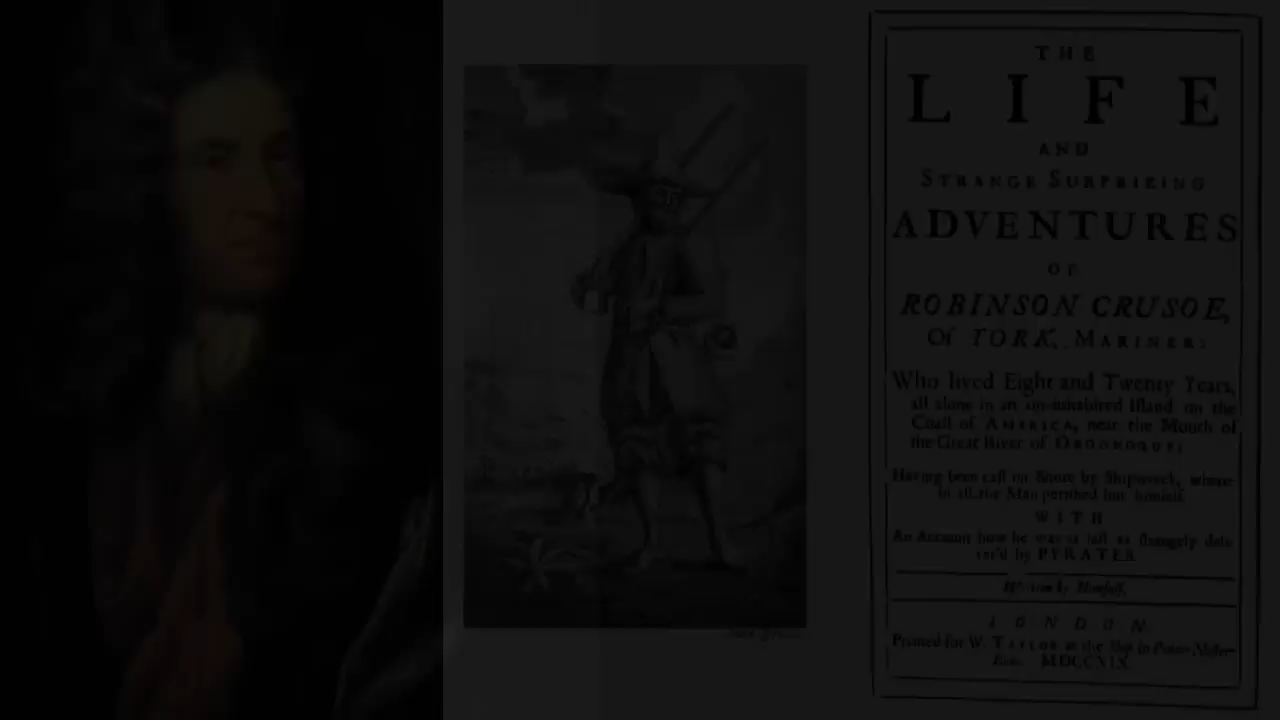 THE
LIFE
AND
STRANGE SURPRIZING
ADVENTURES
OF
ROBINSON CRUSOE,
Of YORK, MARINER:
Who lived Eight and Twenty Years,
all alone in an un-inhabited Island on the
Coast of AMERICA, near the Mouth of
the Great River of OROONOQUE;
Having been cast on Shore by Shipwreck, where-
in all the Men perished but himself.
WITH
An Account how he was at last as strangely deli-
ver'd by PYRATES.
Written by Himself.
LONDON
Printed for W. TAYLOR at the Ship in Pater-Noster-
Row. MDCCXIX.